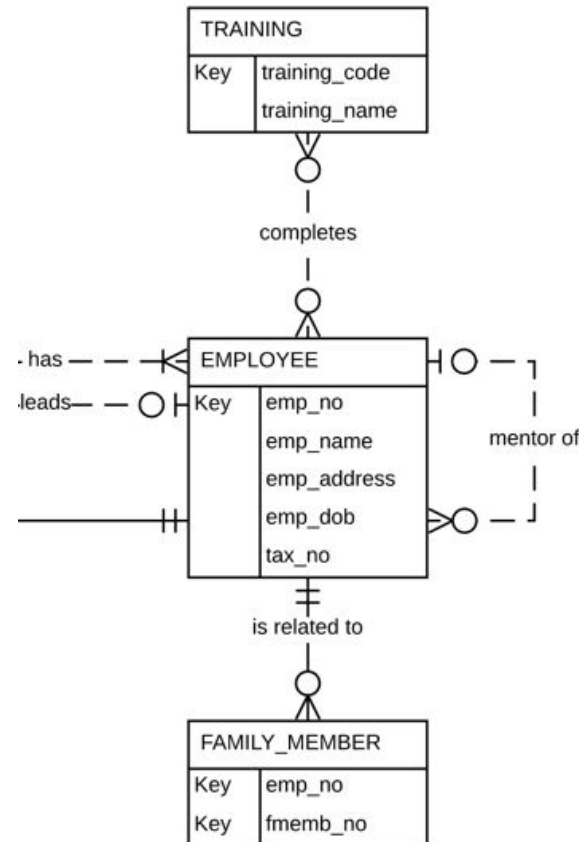 TRAINING
Key training_code
training_name
completes
has
EMPLOYEE
leads
Key emp_no
emp_name
mentor of
emp_address
emp_dob
tax_no
is related to
FAMILY_MEMBER
Key emp_no
Key fmemb_no